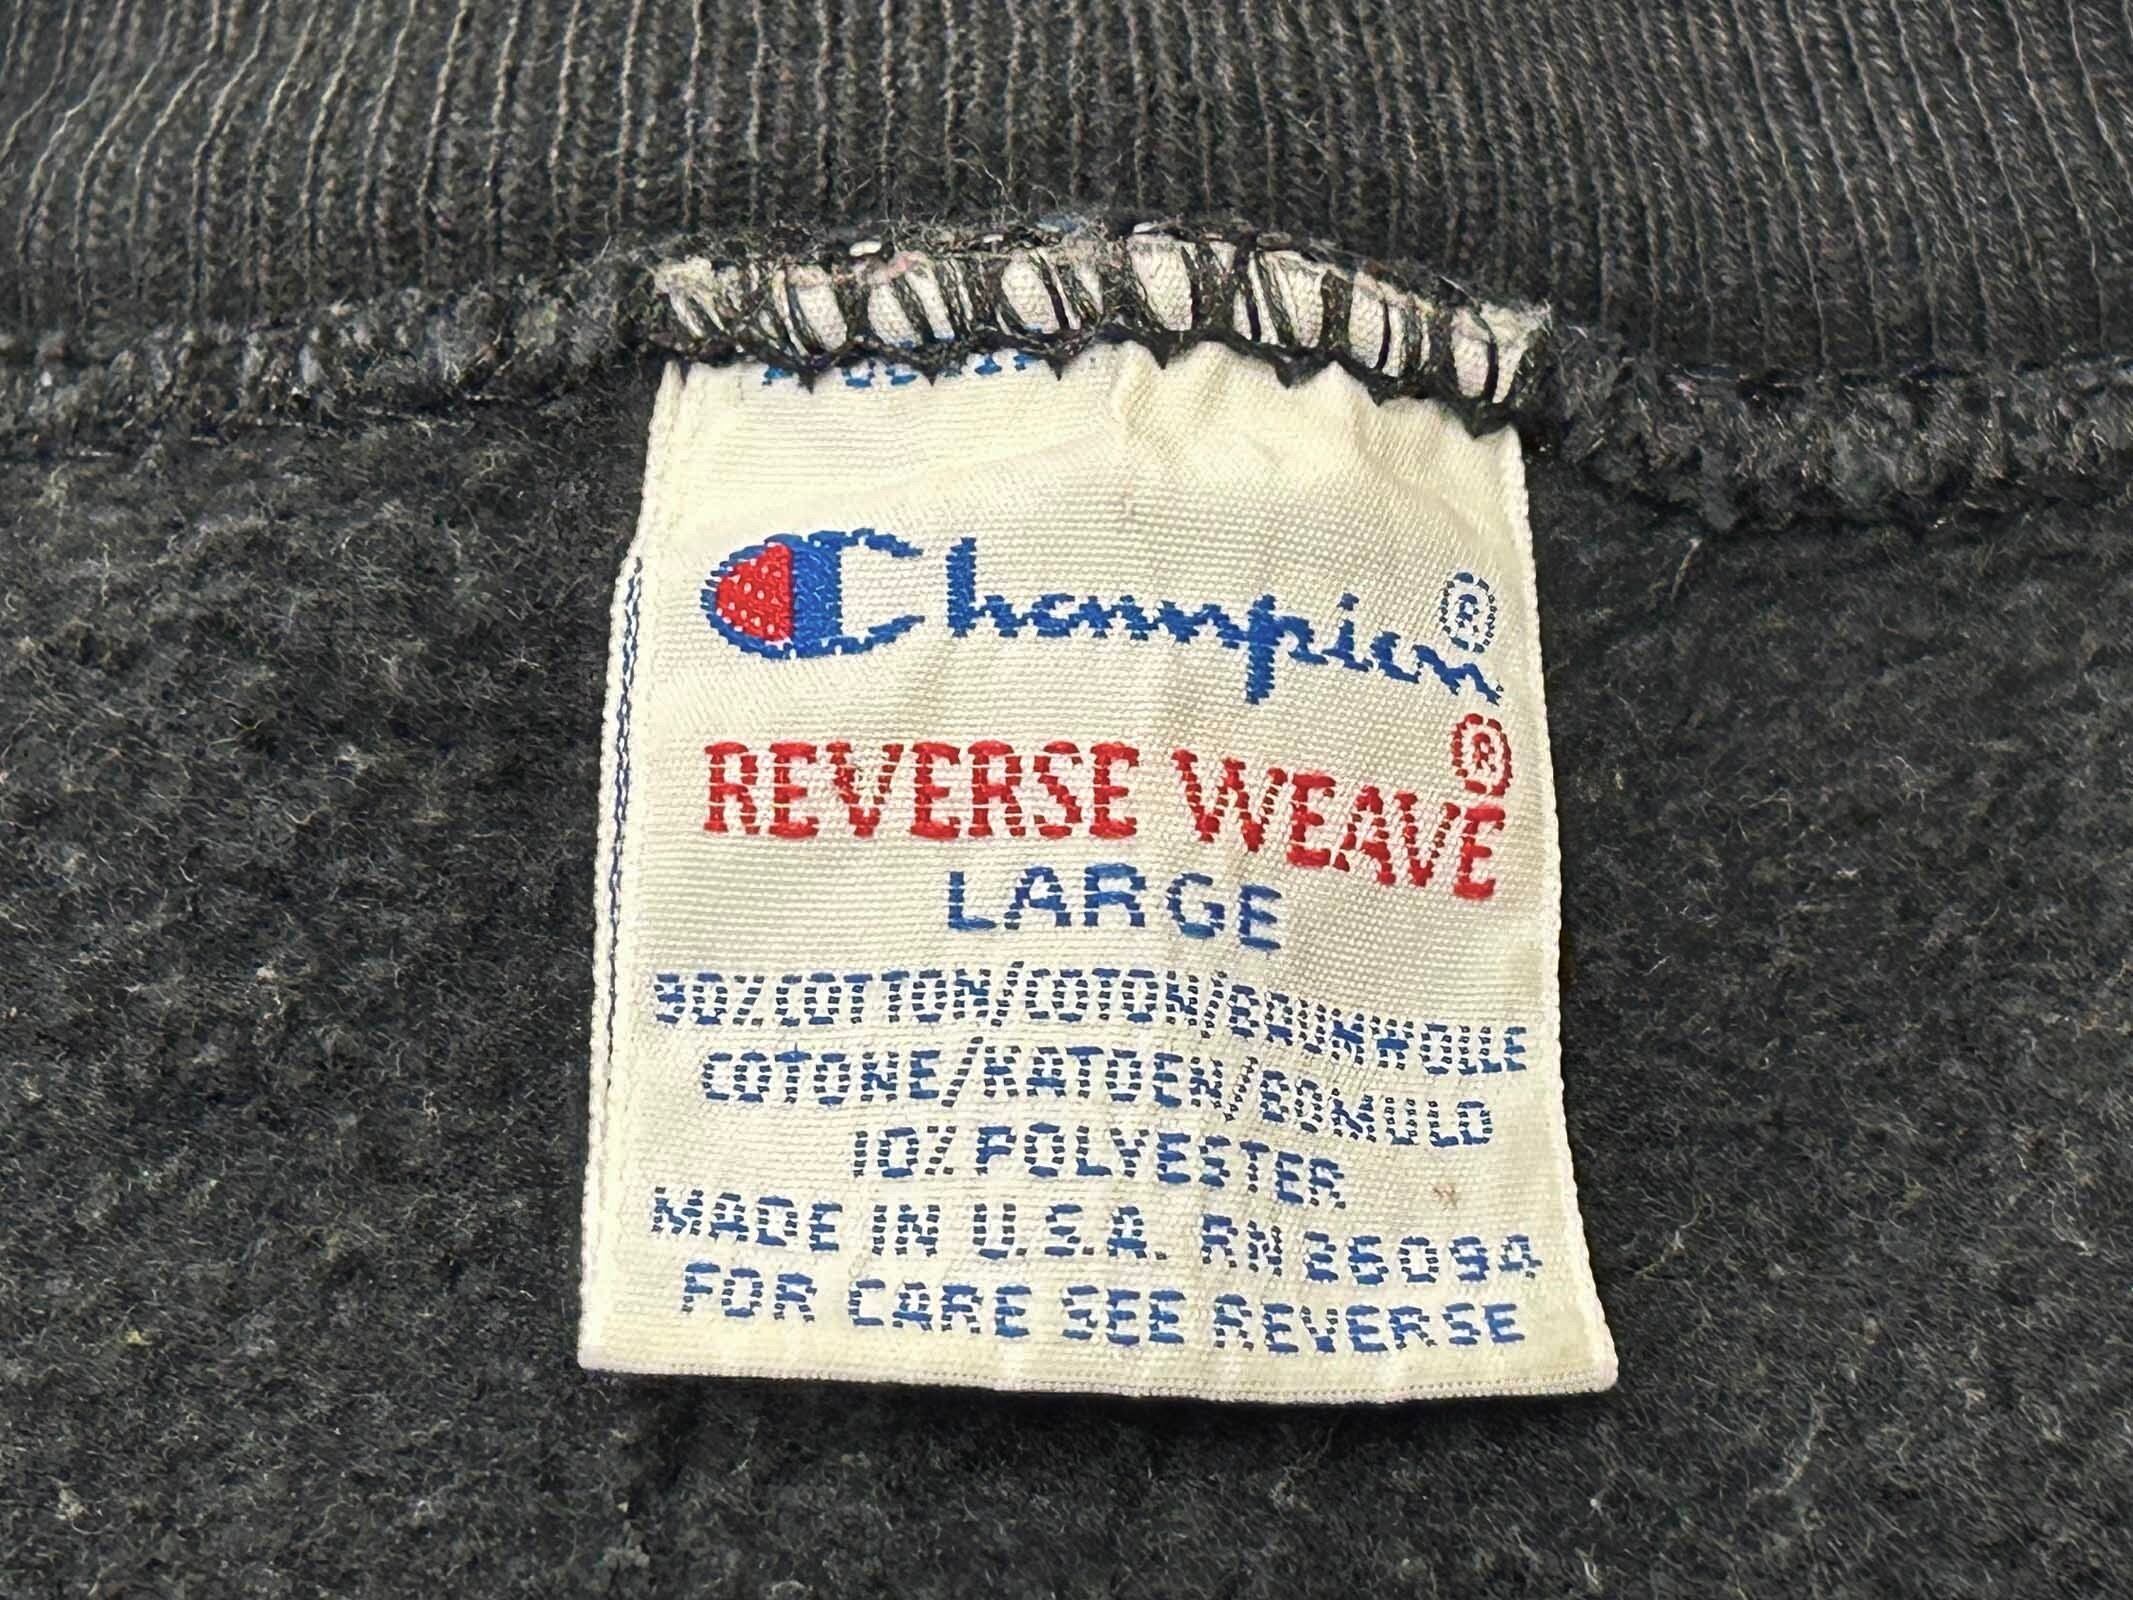 Champion®
REVERSE WEAVE®
LARGE
90% COTTON/COTON/BAUMWOLLE
COTONE/KATOEN/BOMULD
10% POLYESTER
MADE IN U.S.A. RN 26094
FOR CARE SEE REVERSE